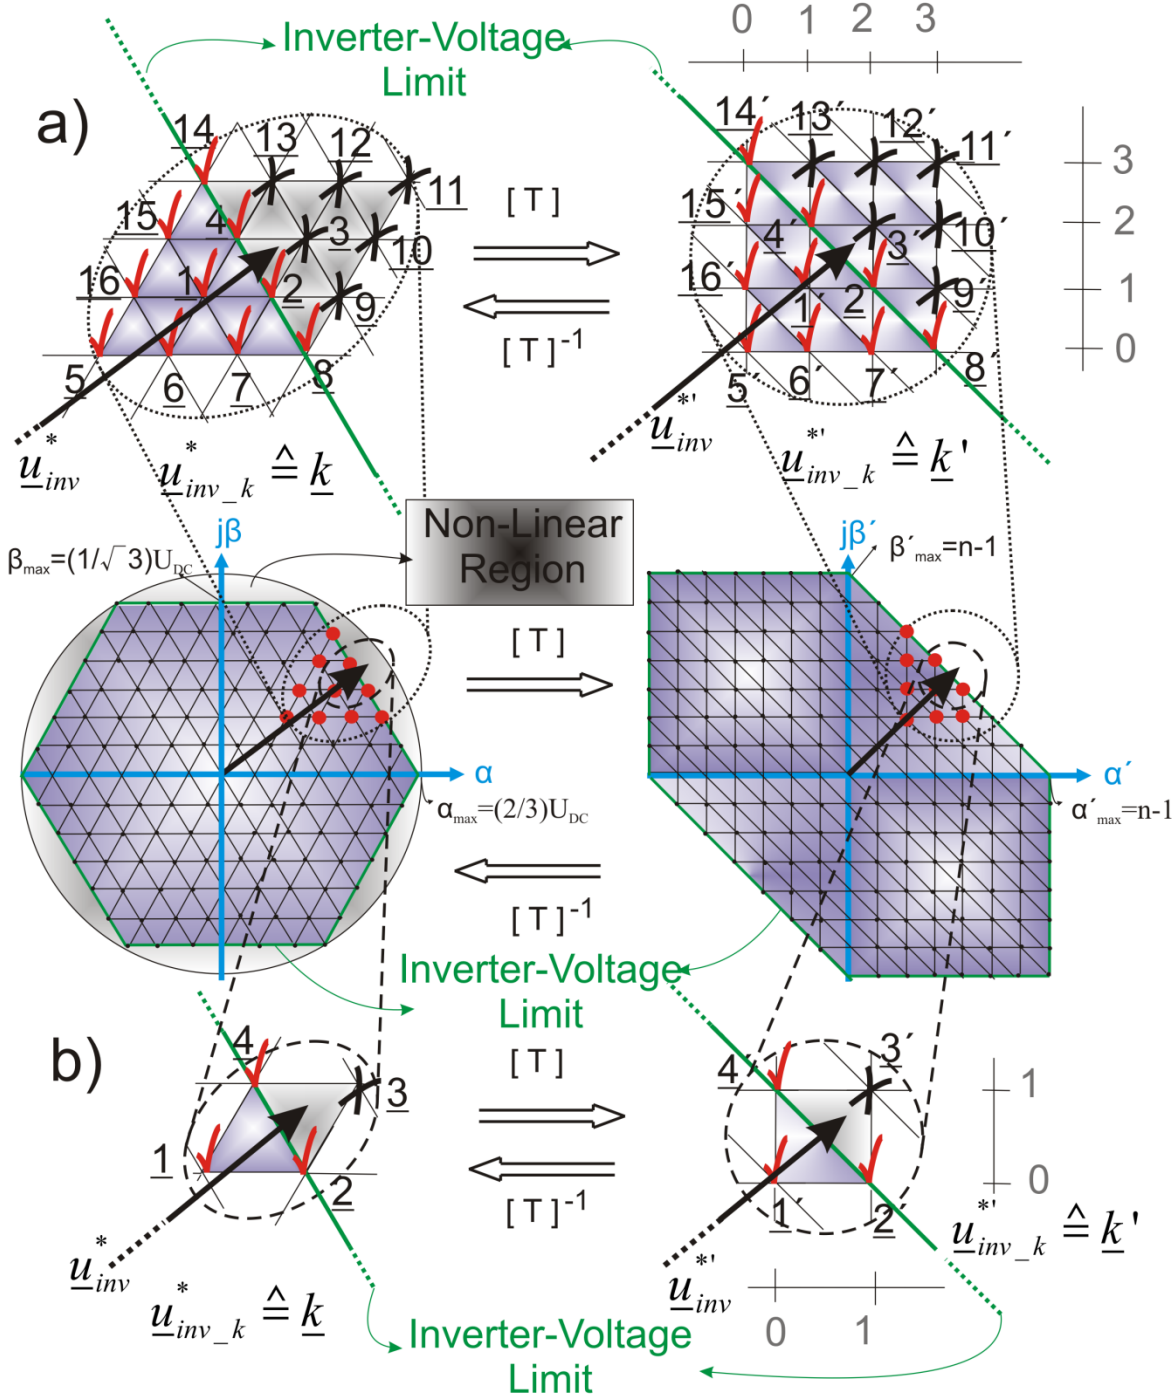 0 1 2 3
Inverter-Voltage
Limit
a)
14 13 12 11
15 4 3 10
16 1 2 9
5 6 7 8
[T]
[T]⁻¹
14´ 13´ 12´ 11´
15´ 4´ 3´ 10´
16´ 1´ 2 9´
5´ 6´ 7´ 8´
3
2
1
0
u*inv
u*inv_k ≙ k
u*'inv
u*'inv_k ≙ k'
Non-Linear
Region
jβ
βmax=(1/√3)UDC
α
αmax=(2/3)UDC
[T]
[T]⁻¹
jβ´
β´max=n-1
α´
α´max=n-1
Inverter-Voltage
Limit
b)
4 3
1 2
[T]
[T]⁻¹
4´ 3´
1´ 2´
1
0
u*inv
u*inv_k ≙ k
u*'inv
u*'inv_k ≙ k'
0 1
Inverter-Voltage
Limit